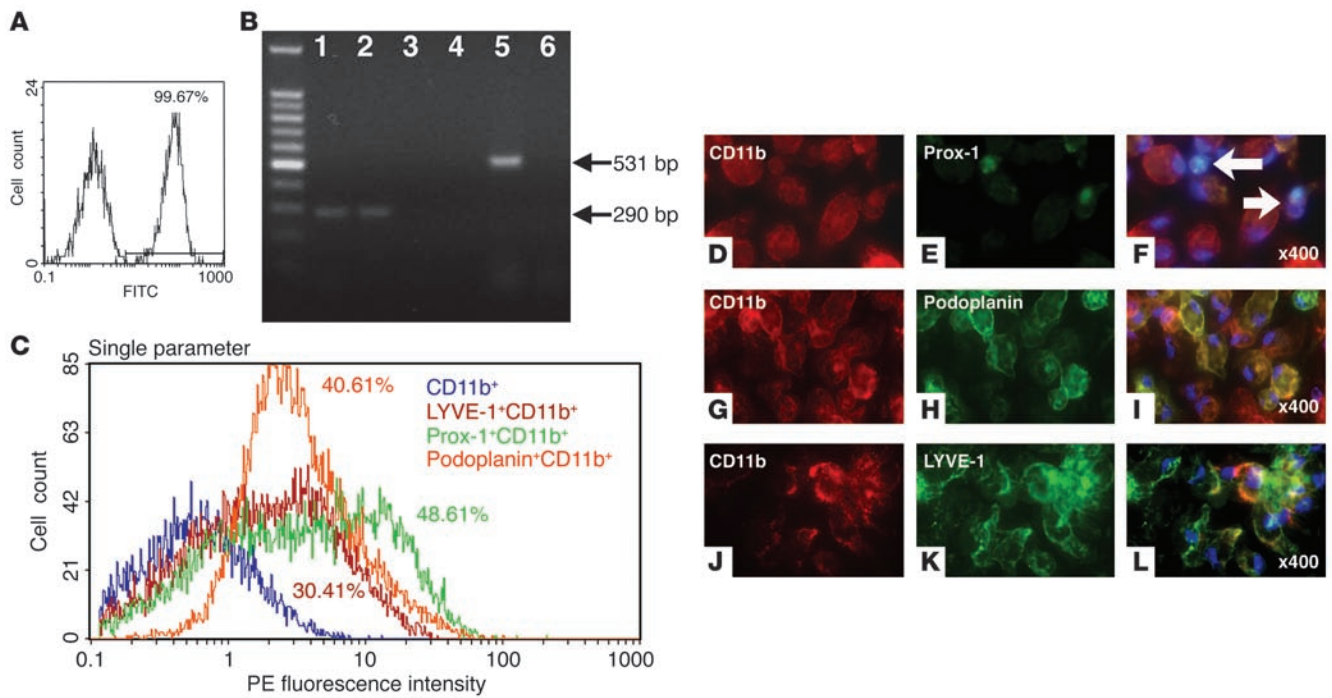 A
24
99.67%
Cell count
0
0.1
1000
FITC
B
1 2 3 4 5 6
531 bp
290 bp
C
Single parameter
85
63
42
21
0
Cell count
40.61%
CD11b⁺
LYVE-1⁺CD11b⁺
Prox-1⁺CD11b⁺
Podoplanin⁺CD11b⁺
48.61%
30.41%
0.1 1 10 100 1000
PE fluorescence intensity
CD11b
D
Prox-1
E
F
x400
CD11b
G
Podoplanin
H
I
x400
CD11b
J
LYVE-1
K
L
x400